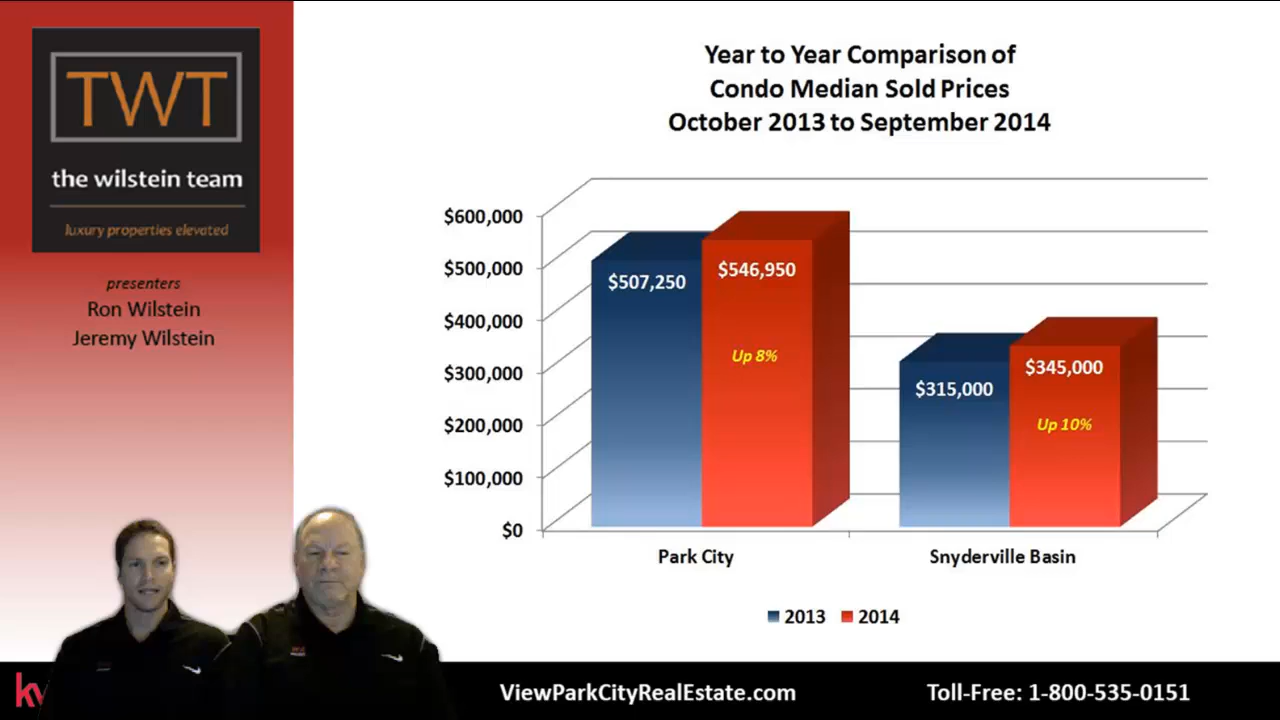 TWT
the wilstein team
luxury properties elevated
presenters
Ron Wilstein
Jeremy Wilstein
Year to Year Comparison of
Condo Median Sold Prices
October 2013 to September 2014
$600,000
$500,000
$400,000
$300,000
$200,000
$100,000
$0
$507,250
$546,950
Up 8%
$315,000
$345,000
Up 10%
Park City
Snyderville Basin
2013
2014
kw
ViewParkCityRealEstate.com
Toll-Free: 1-800-535-0151